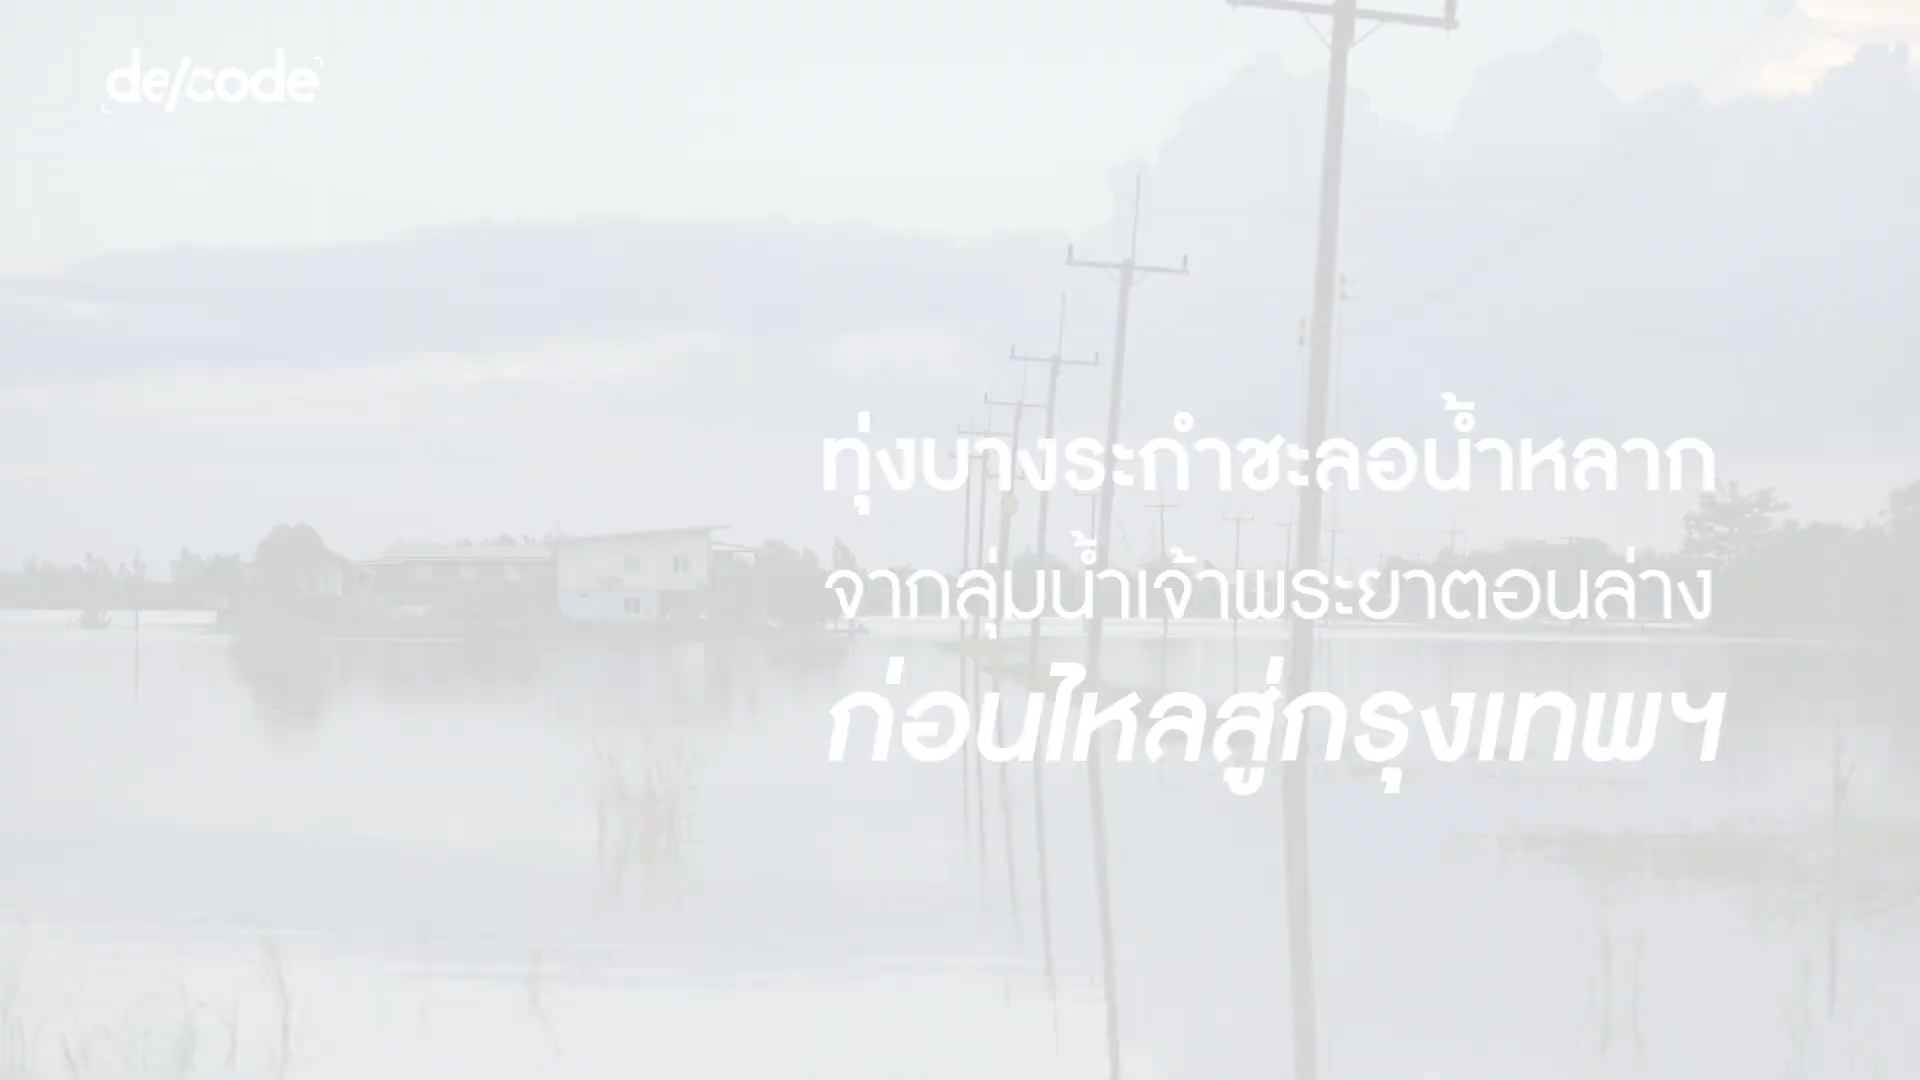 de/code
ทุ่งบางระกำชะลอน้ำหลาก
จากลุ่มน้ำเจ้าพระยาตอนล่าง
ก่อนไหลสู่กรุงเทพฯ